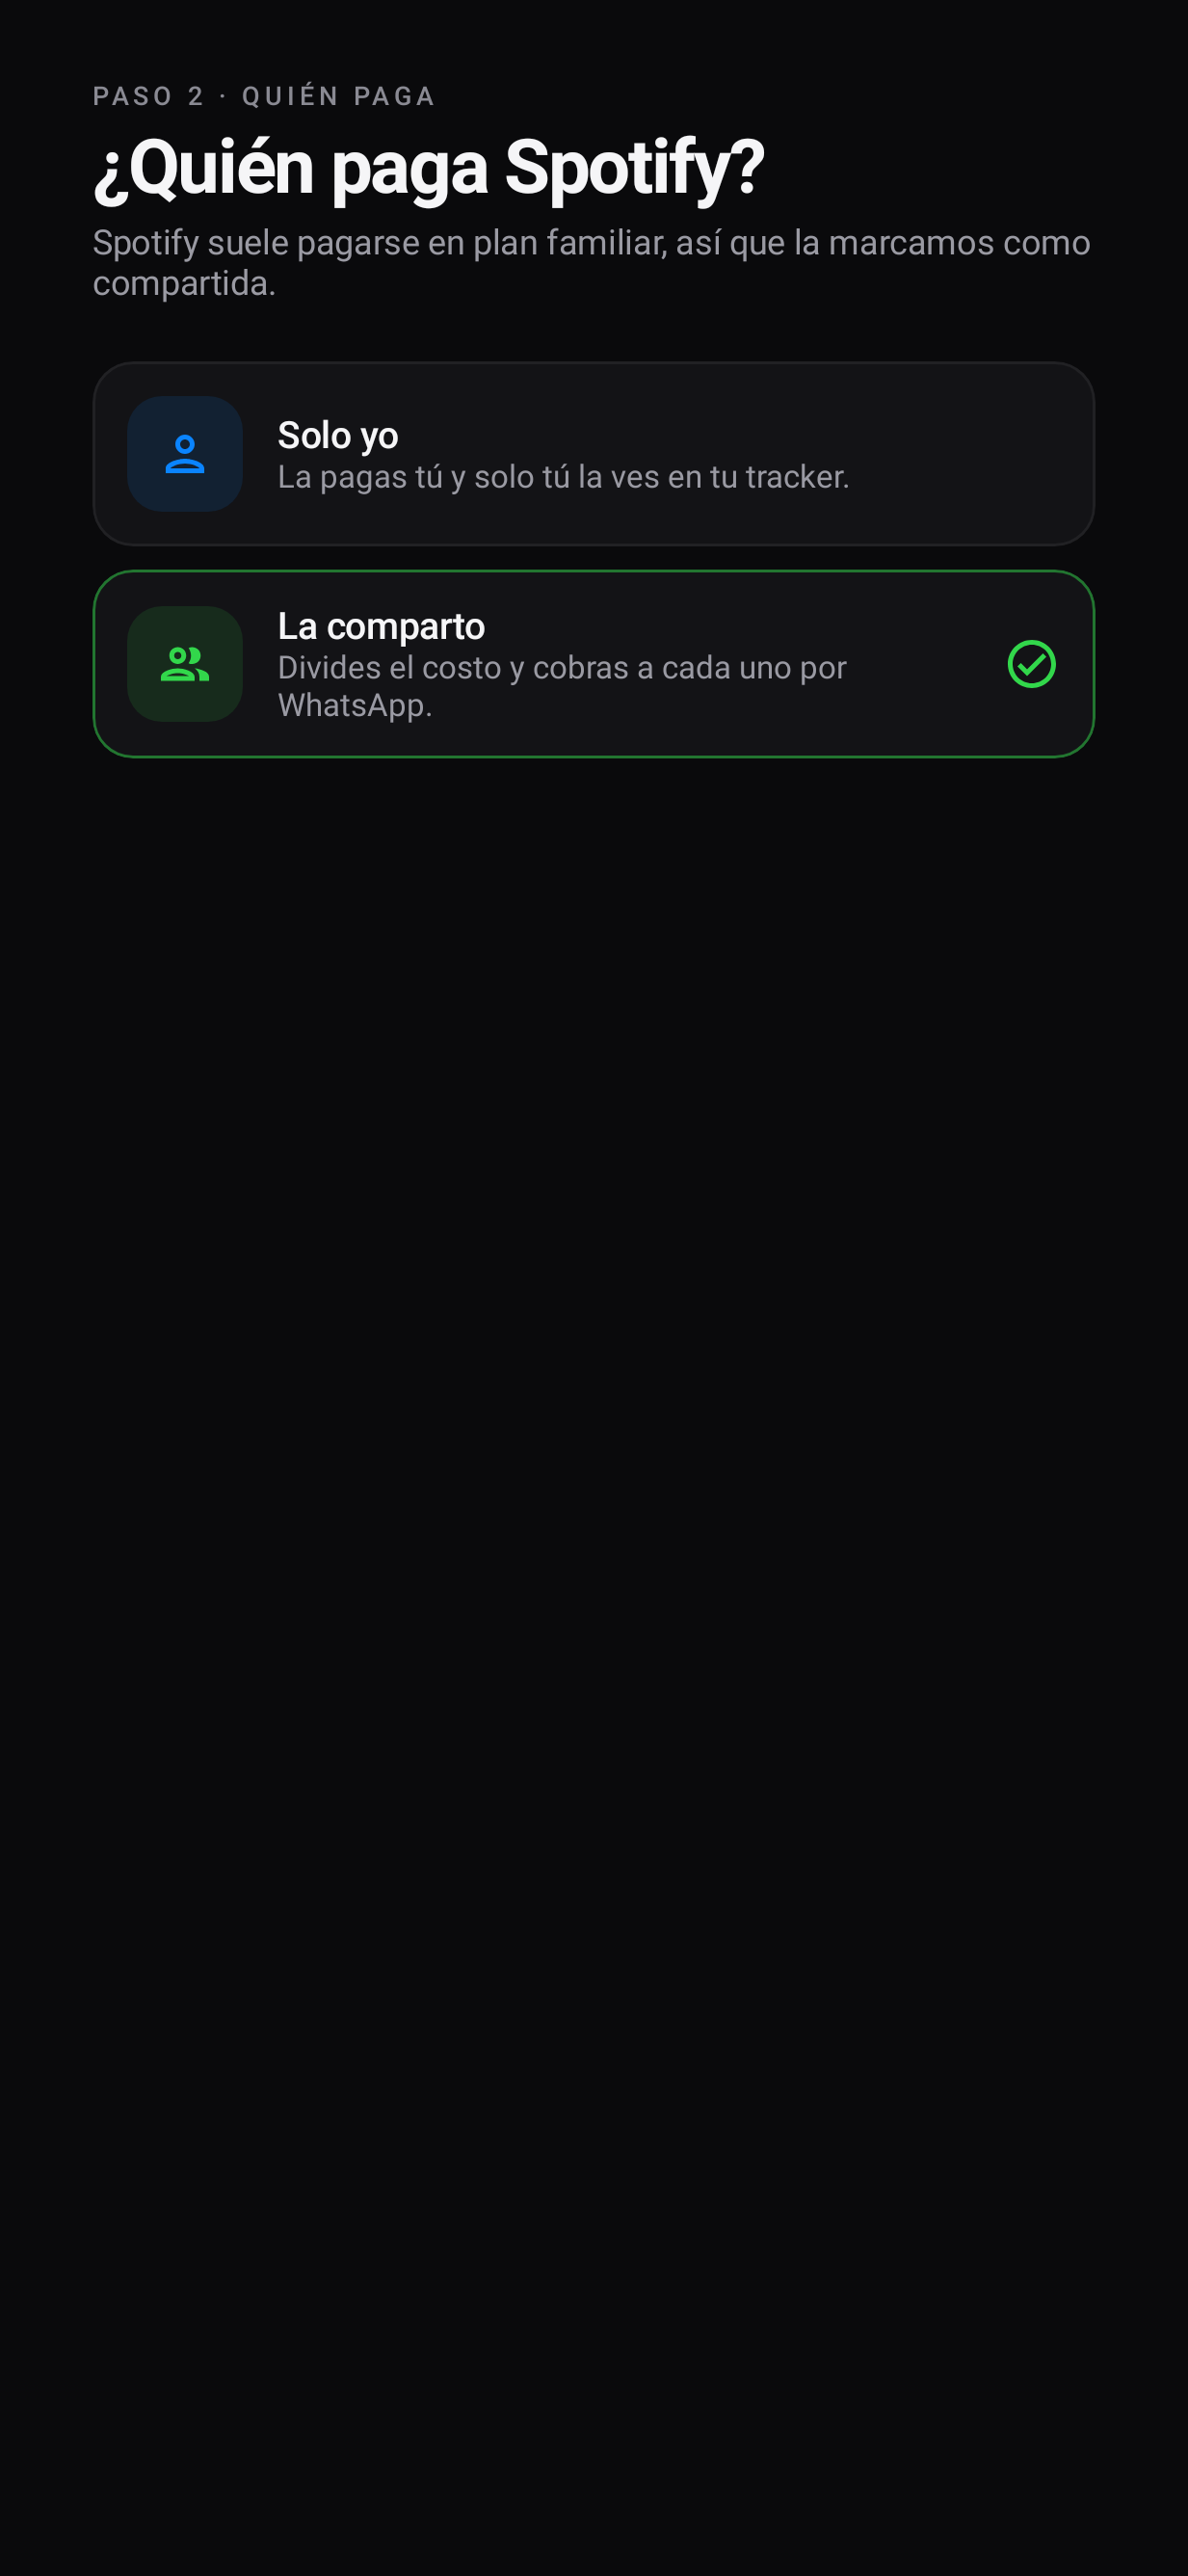 PASO 2 · QUIÉN PAGA
¿Quién paga Spotify?
Spotify suele pagarse en plan familiar, así que la marcamos como
compartida.
Solo yo
La pagas tú y solo tú la ves en tu tracker.
La comparto
Divides el costo y cobras a cada uno por
WhatsApp.